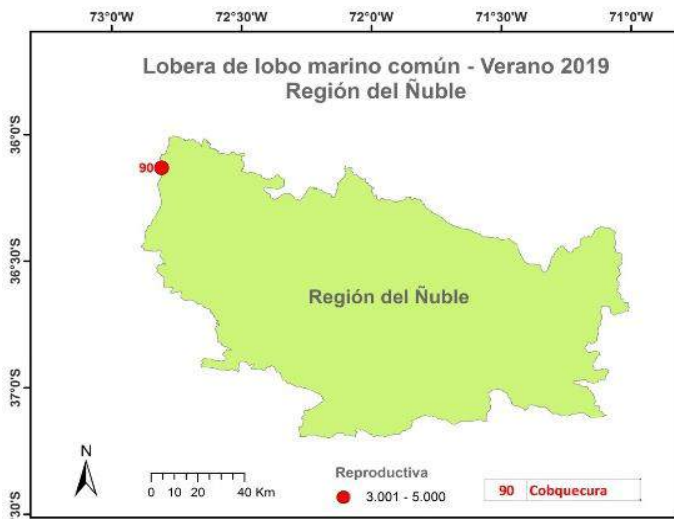 73°0'W 72°30'W 72°0'W 71°30'W 71°0'W
Lobera de lobo marino común - Verano 2019
Región del Ñuble
36°0'S
90
36°30'S
Región del Ñuble
37°0'S
N
0 10 20 40 Km
Reproductiva
3.001 - 5.000
90 Cobquecura
30'S